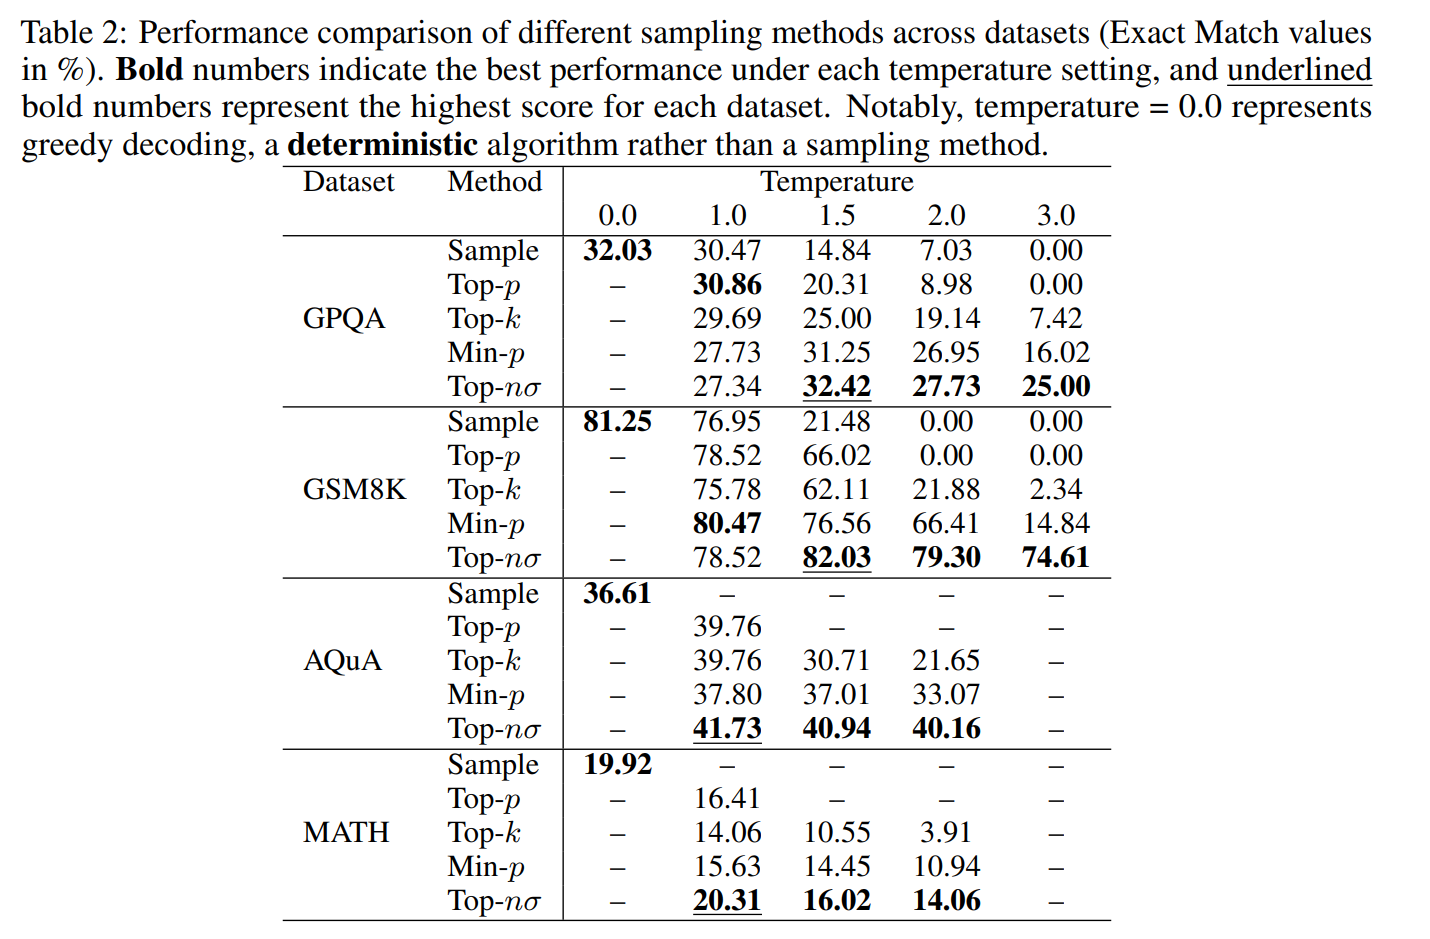 Table 2: Performance comparison of different sampling methods across datasets (Exact Match values
in %). Bold numbers indicate the best performance under each temperature setting, and underlined
bold numbers represent the highest score for each dataset. Notably, temperature = 0.0 represents
greedy decoding, a deterministic algorithm rather than a sampling method.
Dataset Method Temperature
0.0 1.0 1.5 2.0 3.0
Sample 32.03 30.47 14.84 7.03 0.00
Top-p – 30.86 20.31 8.98 0.00
GPQA Top-k – 29.69 25.00 19.14 7.42
Min-p – 27.73 31.25 26.95 16.02
Top-nσ – 27.34 32.42 27.73 25.00
Sample 81.25 76.95 21.48 0.00 0.00
Top-p – 78.52 66.02 0.00 0.00
GSM8K Top-k – 75.78 62.11 21.88 2.34
Min-p – 80.47 76.56 66.41 14.84
Top-nσ – 78.52 82.03 79.30 74.61
Sample 36.61 – – – –
Top-p – 39.76 – – –
AQuA Top-k – 39.76 30.71 21.65 –
Min-p – 37.80 37.01 33.07 –
Top-nσ – 41.73 40.94 40.16 –
Sample 19.92 – – – –
Top-p – 16.41 – – –
MATH Top-k – 14.06 10.55 3.91 –
Min-p – 15.63 14.45 10.94 –
Top-nσ – 20.31 16.02 14.06 –